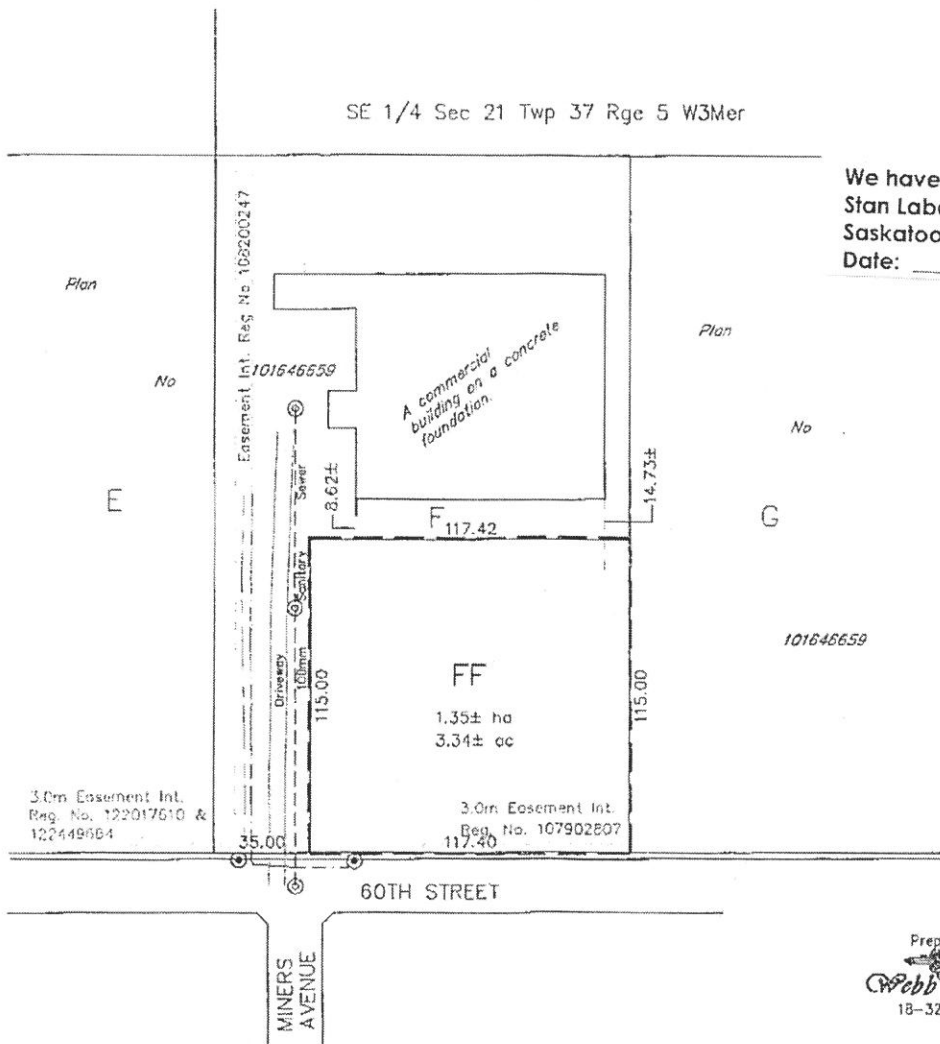 SE 1/4 Sec 21 Twp 37 Rge 5 W3Mer
We have
Stan Labe
Saskatoo
Date: ___
Easement Int. Reg No 108200247
Plan
Plan
No
101646659
A commercial
building on a concrete
foundation.
No
E
8.62±
Sewer
14.73±
F
117.42
G
Sanitary
101646659
Driveway
100mm
115.00
FF
1.35± ha
3.34± ac
115.00
3.0m Easement Int.
Reg. No. 122017610 &
122449664
3.0m Easement Int.
Reg. No. 107902807
35.00
117.40
60TH STREET
MINERS
AVENUE
Prep
Webb
18-32